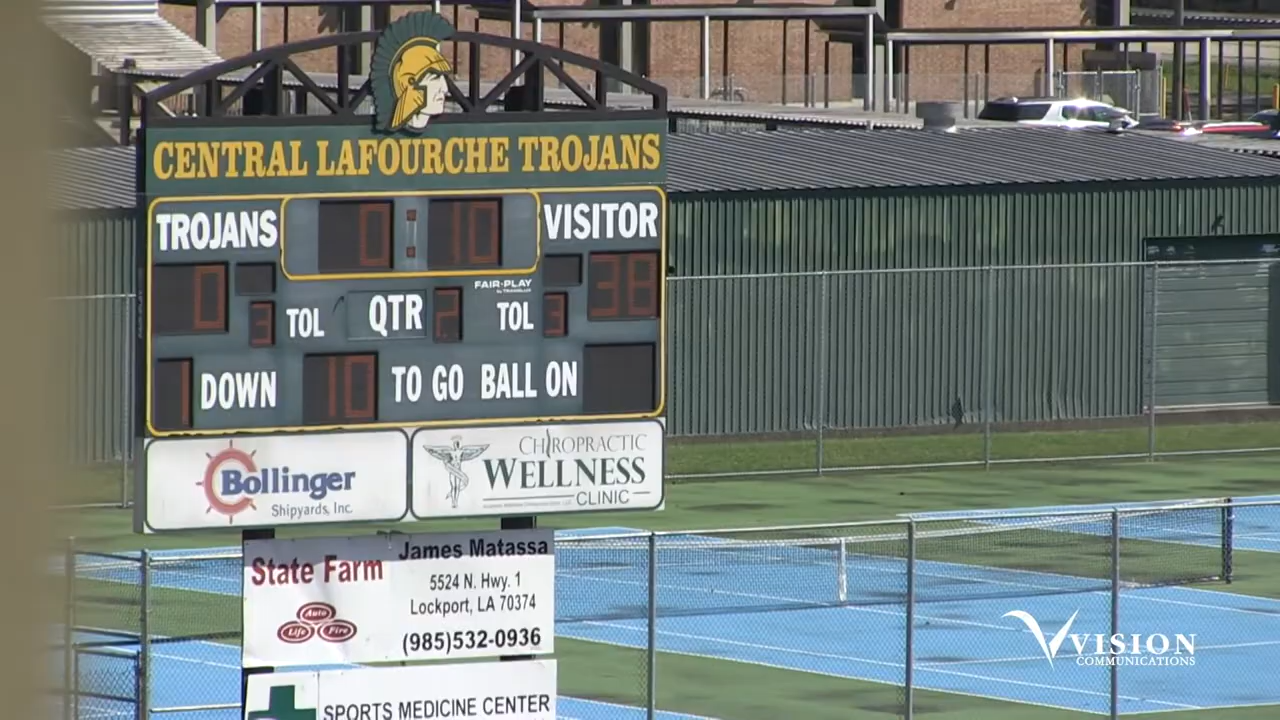 CENTRAL LAFOURCHE TROJANS
TROJANS 0:10 VISITOR
0 38
FAIR-PLAY
3 TOL QTR 2 TOL 3
1 DOWN 10 TO GO BALL ON
Bollinger
Shipyards, Inc.
CHIROPRACTIC
WELLNESS
CLINIC
State Farm
Auto
Life Fire
James Matassa
5524 N. Hwy. 1
Lockport, LA 70374
(985)532-0936
SPORTS MEDICINE CENTER
VISION
COMMUNICATIONS